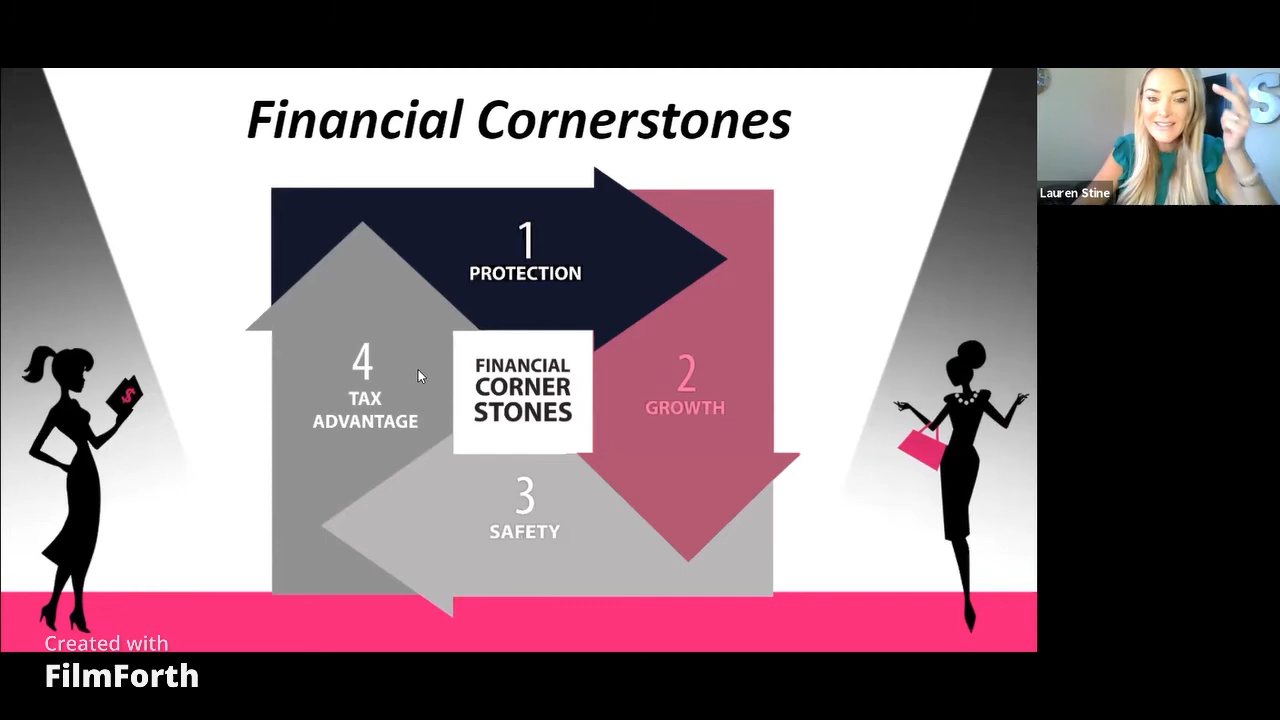 Financial Cornerstones
Lauren Stine
1
PROTECTION
2
GROWTH
3
SAFETY
4
TAX
ADVANTAGE
FINANCIAL
CORNER
STONES
$
S
Created with
FilmForth